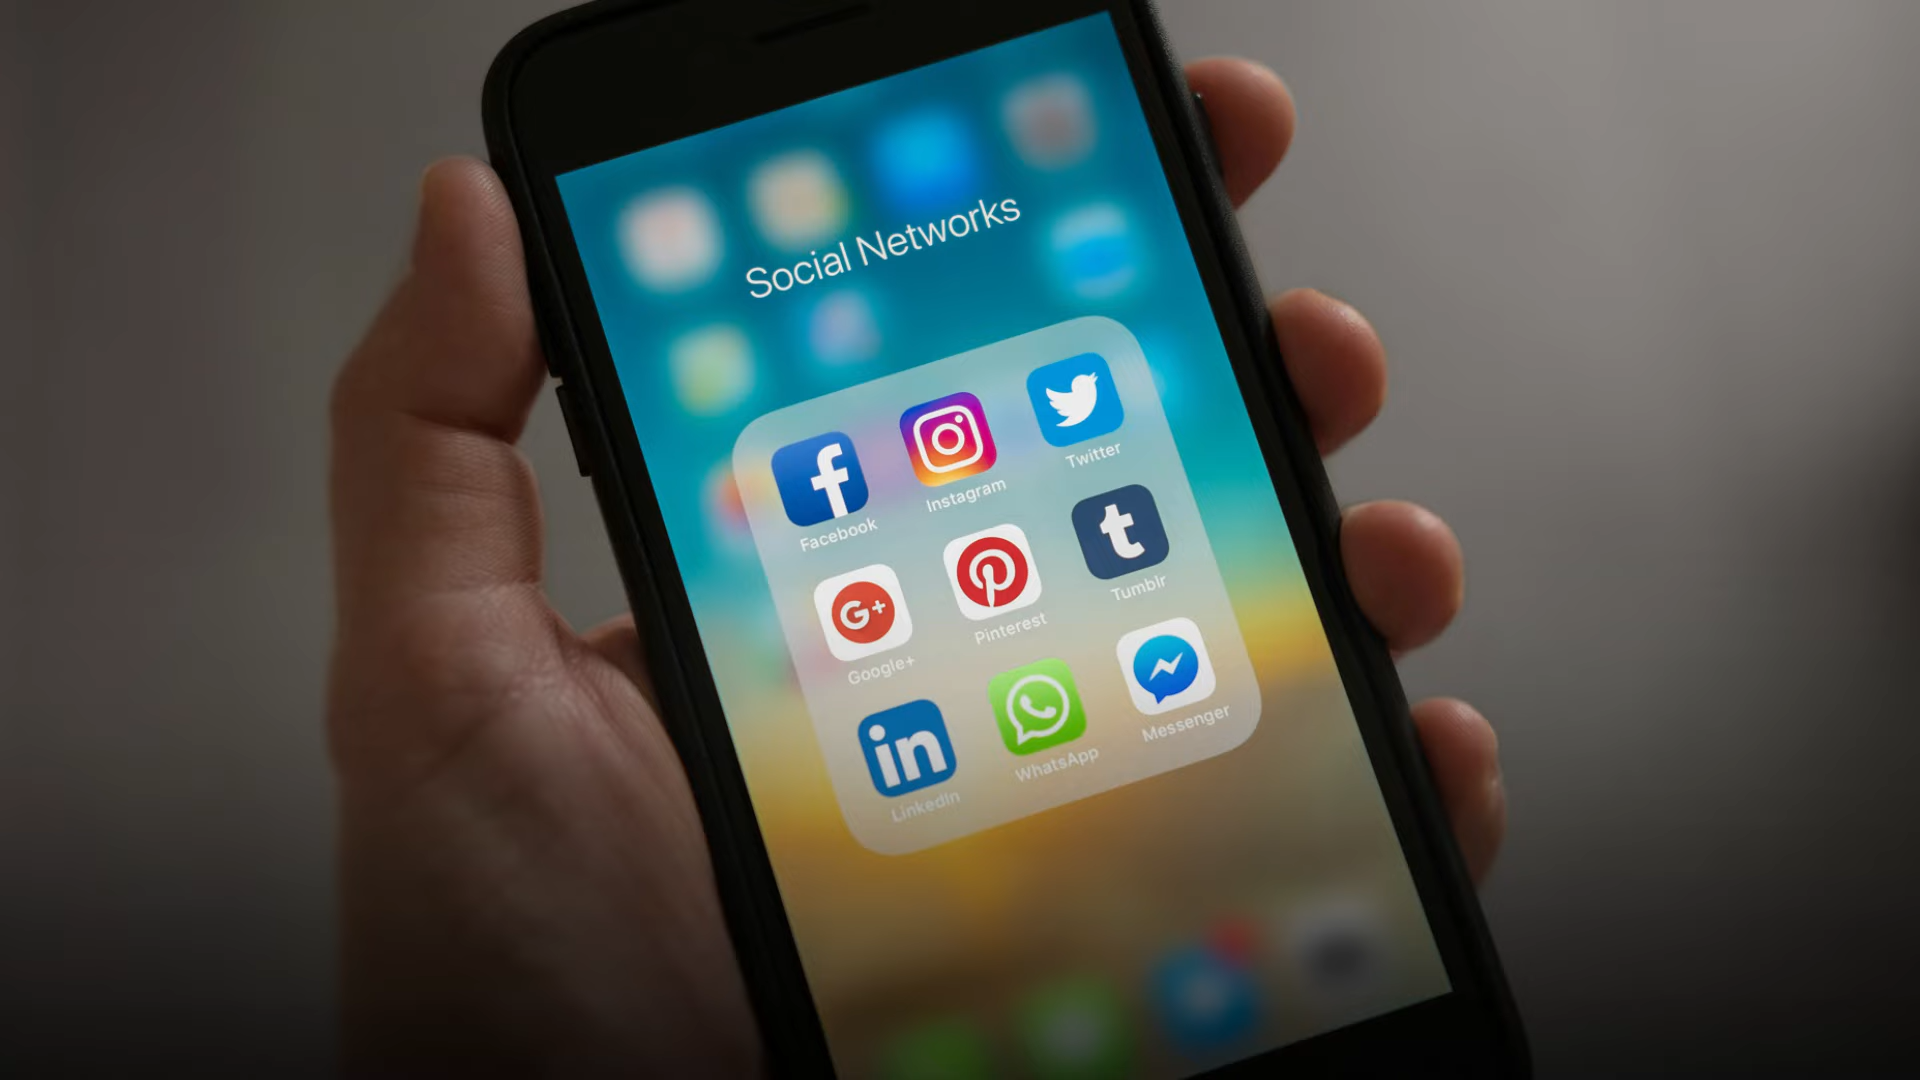 Social Networks
Facebook
Instagram
Twitter
Google+
Pinterest
Tumblr
LinkedIn
WhatsApp
Messenger